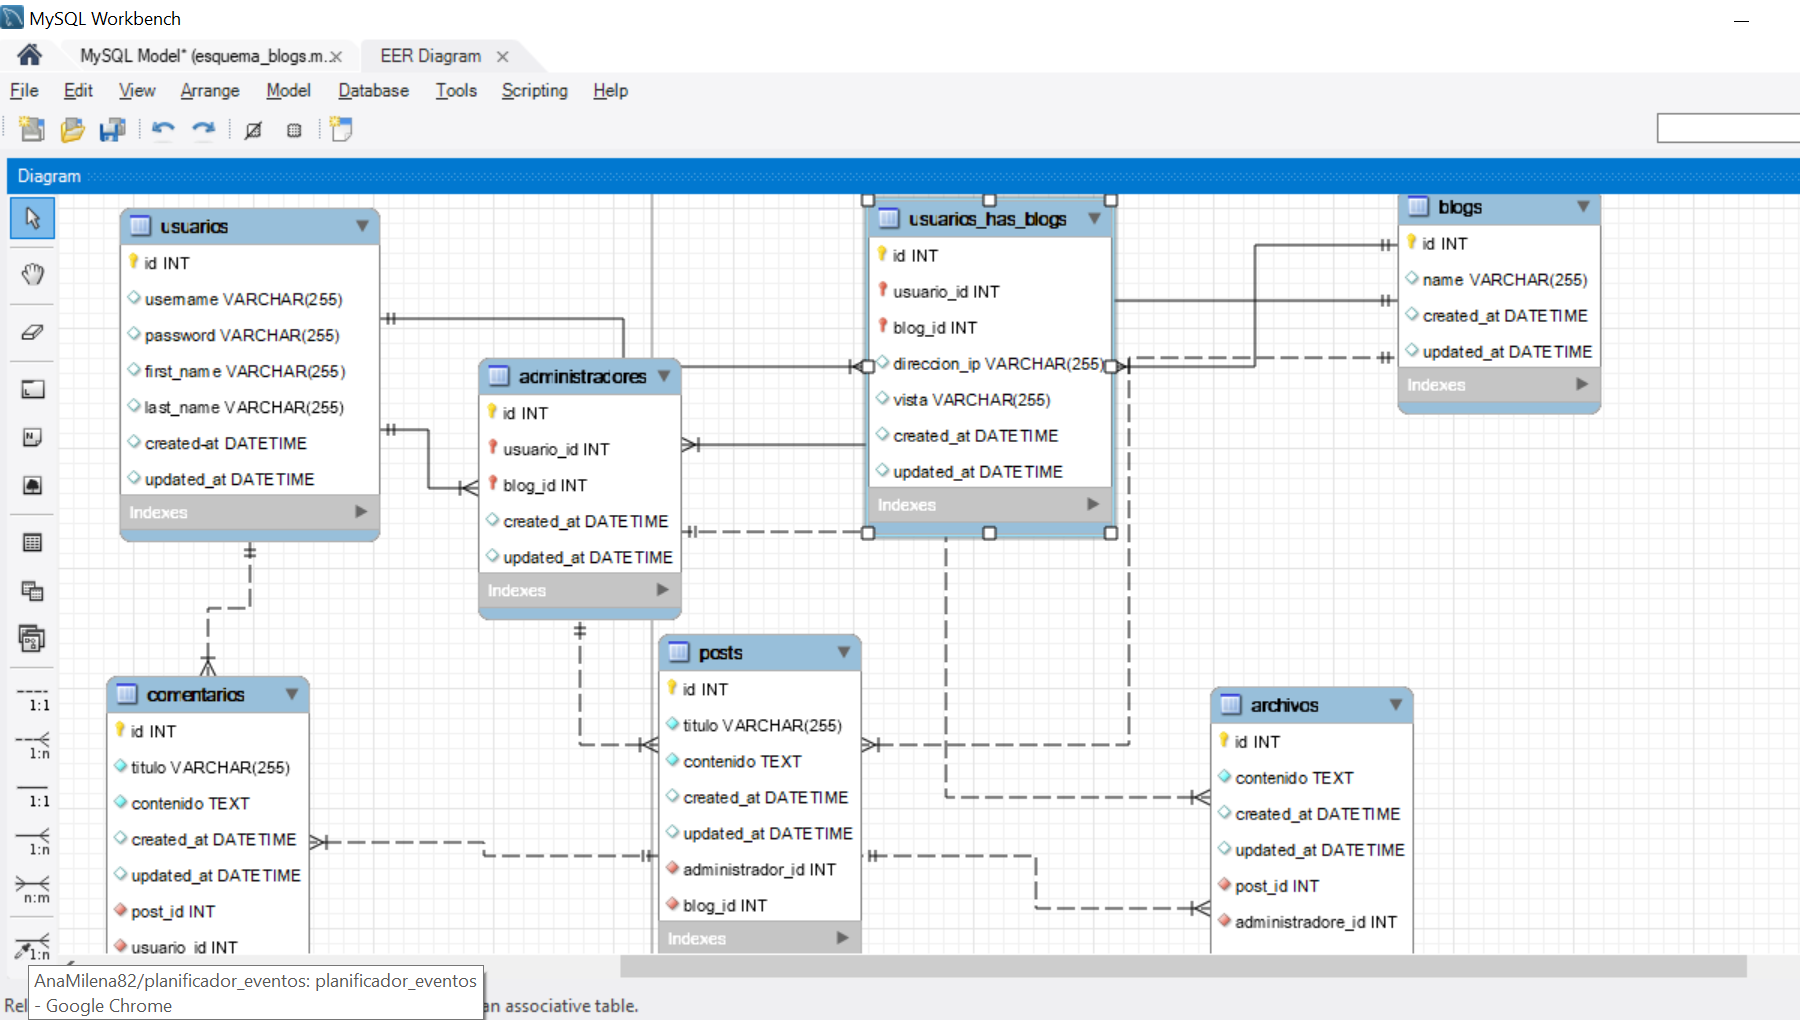 MySQL Workbench
MySQL Model* (esquema_blogs.m...
EER Diagram
File Edit View Arrange Model Database Tools Scripting Help
Diagram
usuarios
id INT
username VARCHAR(255)
password VARCHAR(255)
first_name VARCHAR(255)
last_name VARCHAR(255)
created-at DATETIME
updated_at DATETIME
Indexes
administradores
id INT
usuario_id INT
blog_id INT
created_at DATETIME
updated_at DATETIME
Indexes
usuarios_has_blogs
id INT
usuario_id INT
blog_id INT
direccion_ip VARCHAR(255)
vista VARCHAR(255)
created_at DATETIME
updated_at DATETIME
Indexes
blogs
id INT
name VARCHAR(255)
created_at DATETIME
updated_at DATETIME
Indexes
comentarios
id INT
titulo VARCHAR(255)
contenido TEXT
created_at DATETIME
updated_at DATETIME
post_id INT
usuario_id INT
posts
id INT
titulo VARCHAR(255)
contenido TEXT
created_at DATETIME
updated_at DATETIME
administrador_id INT
blog_id INT
Indexes
archivos
id INT
contenido TEXT
created_at DATETIME
updated_at DATETIME
post_id INT
administradore_id INT
1:1
1:n
1:1
1:n
n:m
1:n
AnaMilena82/planificador_eventos: planificador_eventos
- Google Chrome
Rel
an associative table.